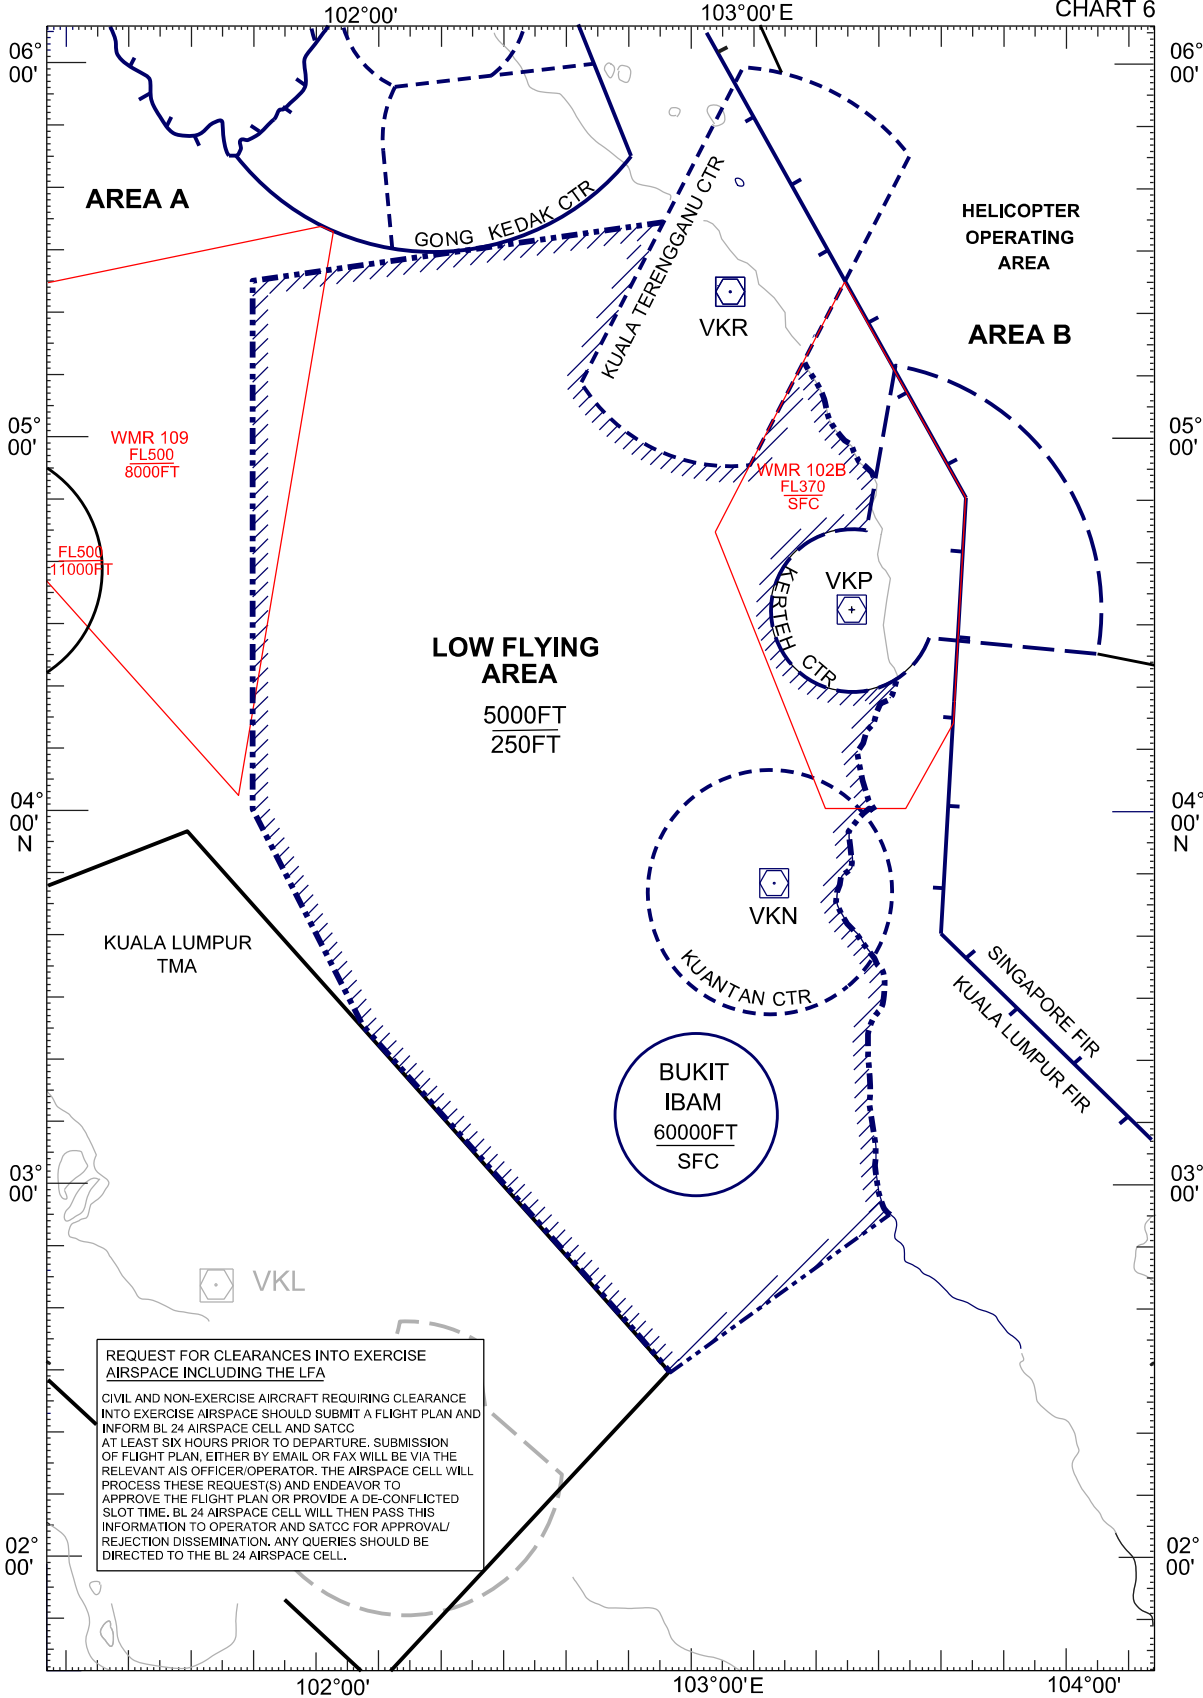 102°00'
103°00'E
CHART 6
06°
00'
06°
00'
AREA A
GONG KEDAK CTR
KUALA TERENGGANU CTR
HELICOPTER
OPERATING
AREA
VKR
AREA B
05°
00'
05°
00'
WMR 109
FL500
8000FT
WMR 102B
FL370
SFC
FL500
11000FT
VKP
KERTEH CTR
LOW FLYING
AREA
5000FT
250FT
04°
00'
N
04°
00'
N
VKN
KUANTAN CTR
KUALA LUMPUR
TMA
SINGAPORE FIR
KUALA LUMPUR FIR
BUKIT
IBAM
60000FT
SFC
03°
00'
03°
00'
VKL
REQUEST FOR CLEARANCES INTO EXERCISE
AIRSPACE INCLUDING THE LFA
CIVIL AND NON-EXERCISE AIRCRAFT REQUIRING CLEARANCE
INTO EXERCISE AIRSPACE SHOULD SUBMIT A FLIGHT PLAN AND
INFORM BL 24 AIRSPACE CELL AND SATCC
AT LEAST SIX HOURS PRIOR TO DEPARTURE. SUBMISSION
OF FLIGHT PLAN, EITHER BY EMAIL OR FAX WILL BE VIA THE
RELEVANT AIS OFFICER/OPERATOR. THE AIRSPACE CELL WILL
PROCESS THESE REQUEST(S) AND ENDEAVOR TO
APPROVE THE FLIGHT PLAN OR PROVIDE A DE-CONFLICTED
SLOT TIME. BL 24 AIRSPACE CELL WILL THEN PASS THIS
INFORMATION TO OPERATOR AND SATCC FOR APPROVAL/
REJECTION DISSEMINATION. ANY QUERIES SHOULD BE
DIRECTED TO THE BL 24 AIRSPACE CELL.
02°
00'
02°
00'
102°00'
103°00'E
104°00'